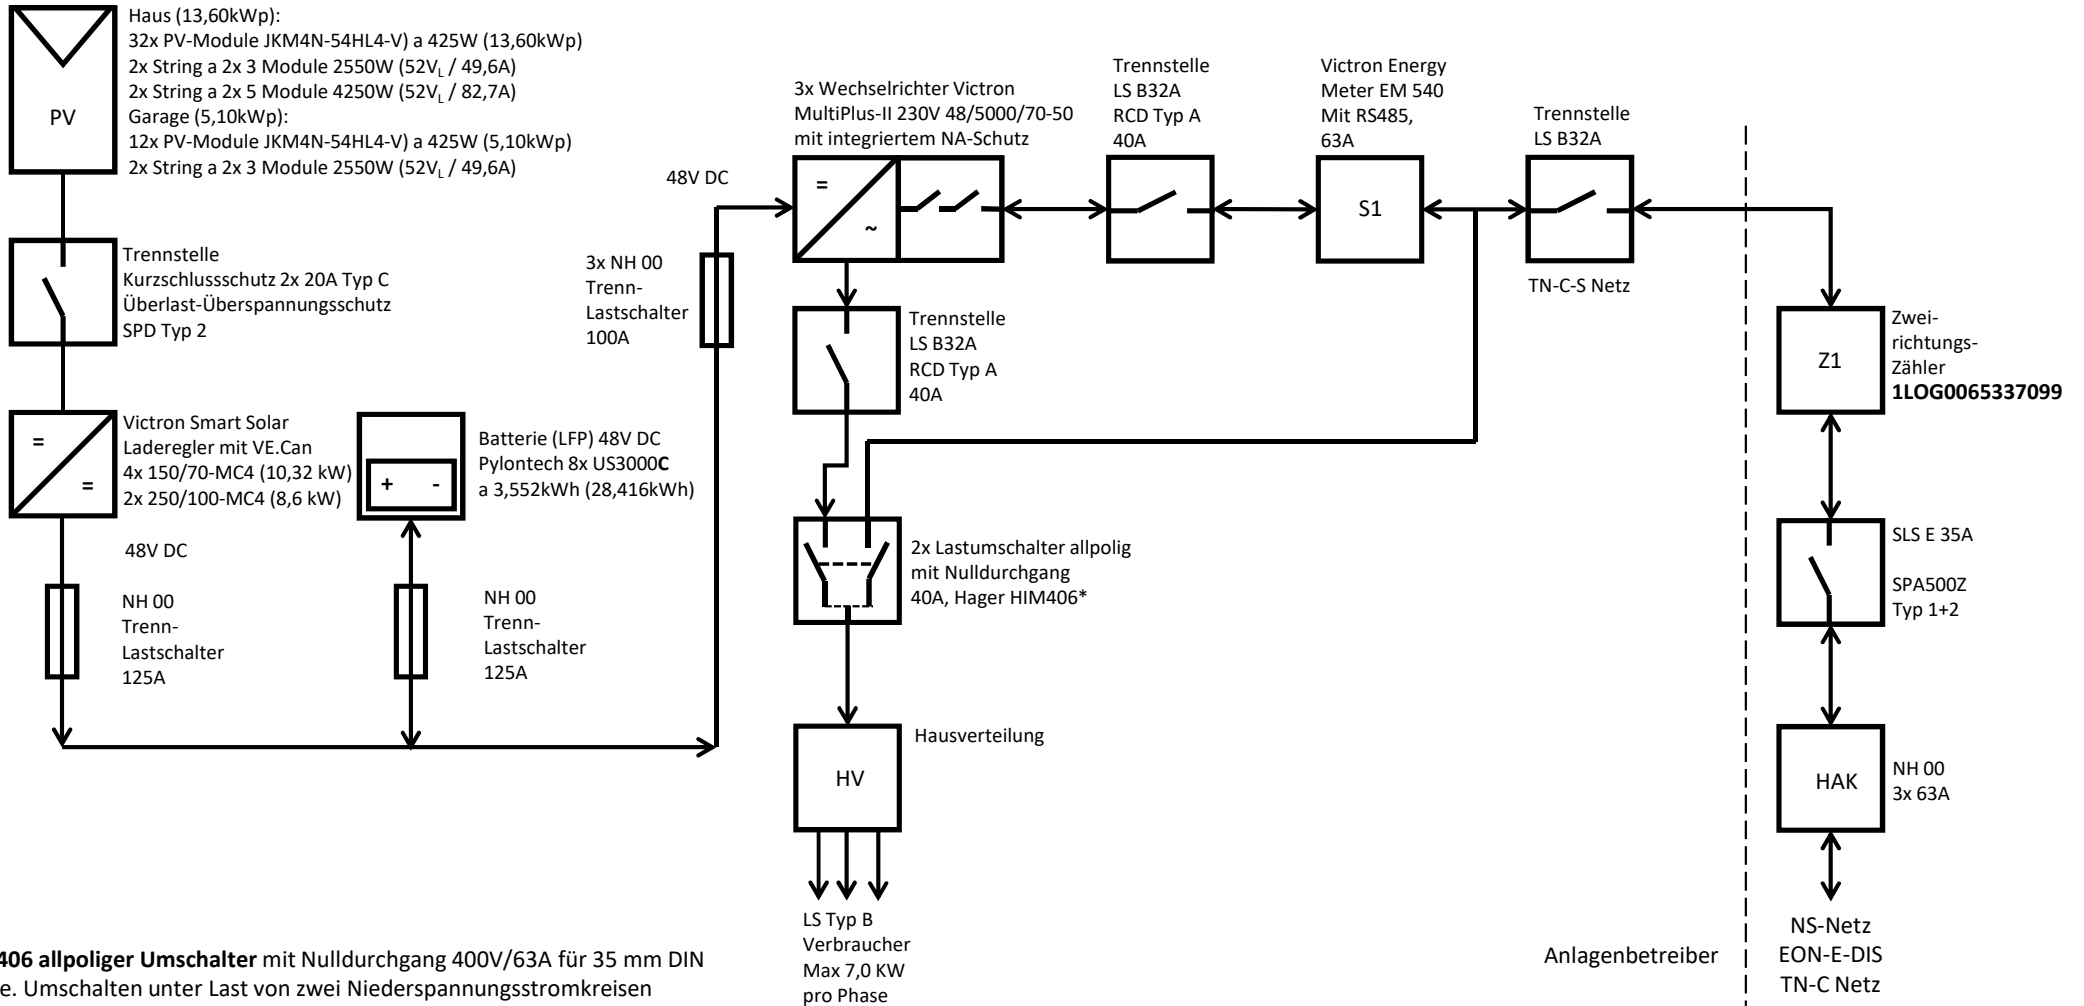 Haus (13,60kWp):
32x PV-Module JKM4N-54HL4-V) a 425W (13,60kWp)
2x String a 2x 3 Module 2550W (52VL / 49,6A)
2x String a 2x 5 Module 4250W (52VL / 82,7A)
Garage (5,10kWp):
12x PV-Module JKM4N-54HL4-V) a 425W (5,10kWp)
2x String a 2x 3 Module 2550W (52VL / 49,6A)
PV
Trennstelle
Kurzschlussschutz 2x 20A Typ C
Überlast-Überspannungsschutz
SPD Typ 2
=
=
Victron Smart Solar
Laderegler mit VE.Can
4x 150/70-MC4 (10,32 kW)
2x 250/100-MC4 (8,6 kW)
48V DC
NH 00
Trenn-
Lastschalter
125A
+ -
Batterie (LFP) 48V DC
Pylontech 8x US3000C
a 3,552kWh (28,416kWh)
NH 00
Trenn-
Lastschalter
125A
48V DC
3x NH 00
Trenn-
Lastschalter
100A
3x Wechselrichter Victron
MultiPlus-II 230V 48/5000/70-50
mit integriertem NA-Schutz
=
~
Trennstelle
LS B32A
RCD Typ A
40A
Victron Energy
Meter EM 540
Mit RS485,
63A
S1
Trennstelle
LS B32A
TN-C-S Netz
Trennstelle
LS B32A
RCD Typ A
40A
2x Lastumschalter allpolig
mit Nulldurchgang
40A, Hager HIM406*
Hausverteilung
HV
LS Typ B
Verbraucher
Max 7,0 KW
pro Phase
Z1
Zwei-
richtungs-
Zähler
1LOG0065337099
SLS E 35A
SPA500Z
Typ 1+2
HAK
NH 00
3x 63A
NS-Netz
EON-E-DIS
TN-C Netz
Anlagenbetreiber
406 allpoliger Umschalter mit Nulldurchgang 400V/63A für 35 mm DIN
e. Umschalten unter Last von zwei Niederspannungsstromkreisen